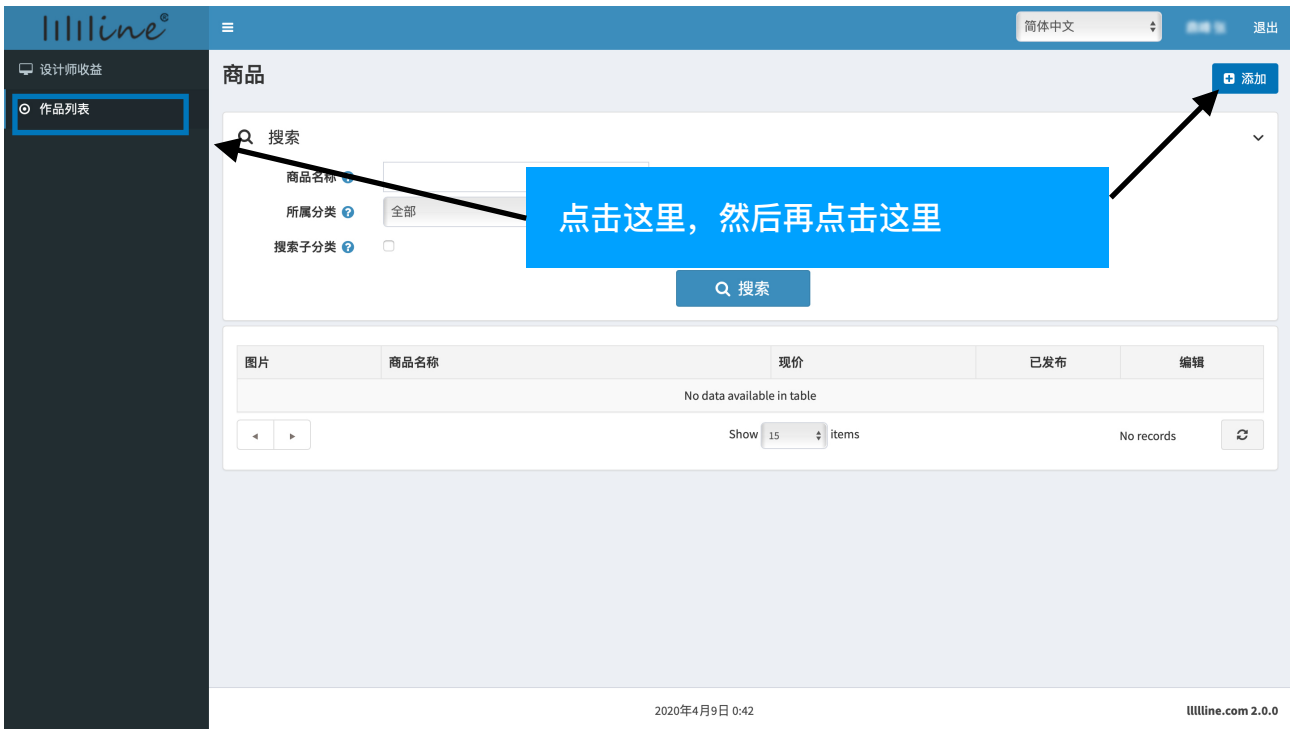 llllline®
简体中文
退出
设计师收益
作品列表
商品
添加
搜索
商品名称
所属分类
全部
搜索子分类
点击这里，然后再点击这里
搜索
图片 商品名称 现价 已发布 编辑
No data available in table
Show 15 items
No records
2020年4月9日 0:42
lllllline.com 2.0.0